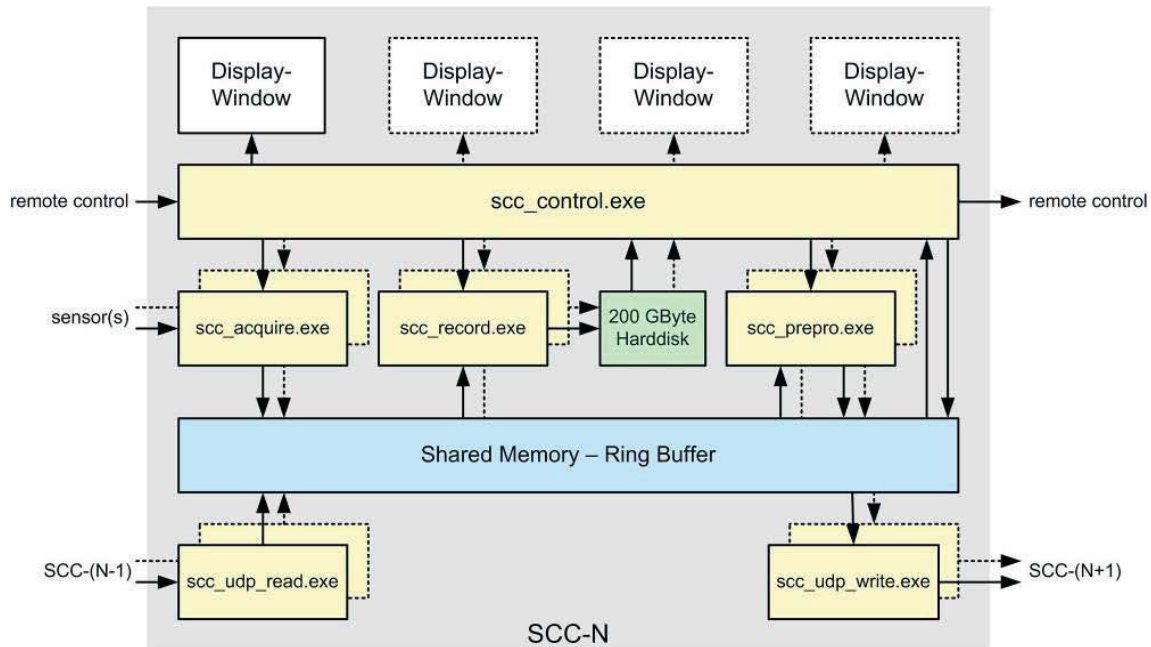 Display-
Window
Display-
Window
Display-
Window
Display-
Window
remote control
scc_control.exe
remote control
sensor(s)
scc_acquire.exe
scc_record.exe
200 GByte
Harddisk
scc_prepro.exe
Shared Memory – Ring Buffer
SCC-(N-1)
scc_udp_read.exe
scc_udp_write.exe
SCC-(N+1)
SCC-N